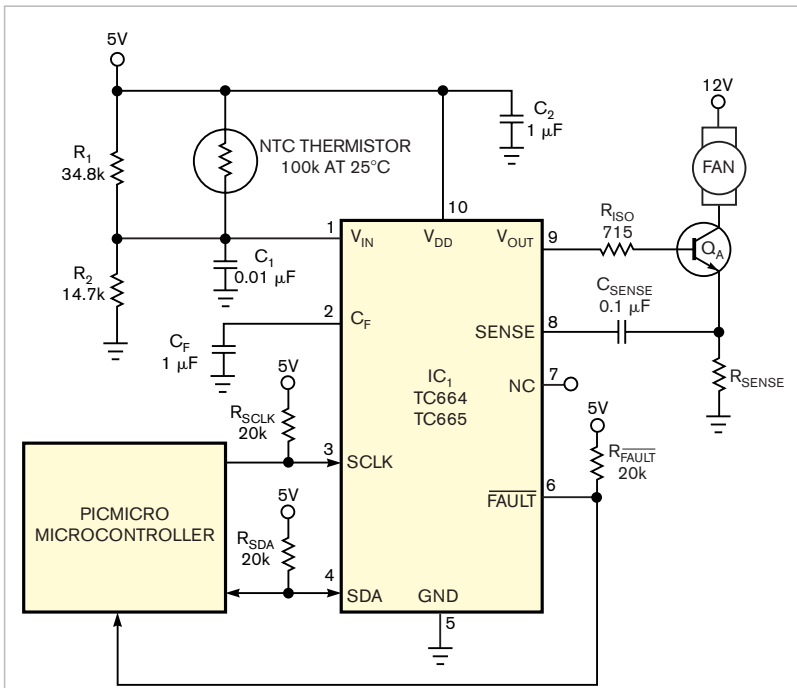 5V
R1
34.8k
NTC THERMISTOR
100k AT 25°C
C2
1 µF
12V
FAN
10
RISO
715
QA
1
VIN
VDD
VOUT
9
C1
0.01 µF
R2
14.7k
CSENSE
0.1 µF
2
CF
8
SENSE
CF
1 µF
RSENSE
5V
IC1
TC664
TC665
7
NC
RSCLK
20k
5V
3
SCLK
RFAULT
20k
PICMICRO
MICROCONTROLLER
5V
6
FAULT
RSDA
20k
4
SDA
GND
5